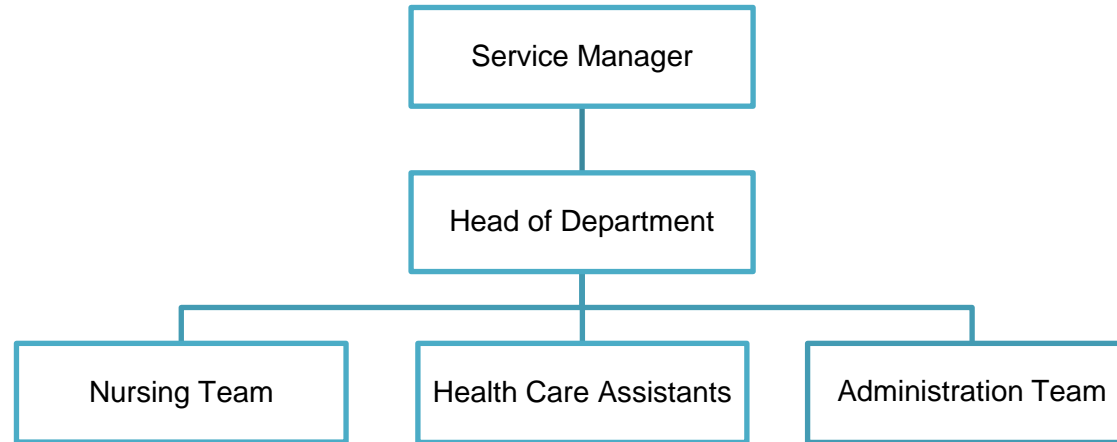 Service Manager
Head of Department
Nursing Team
Health Care Assistants
Administration Team